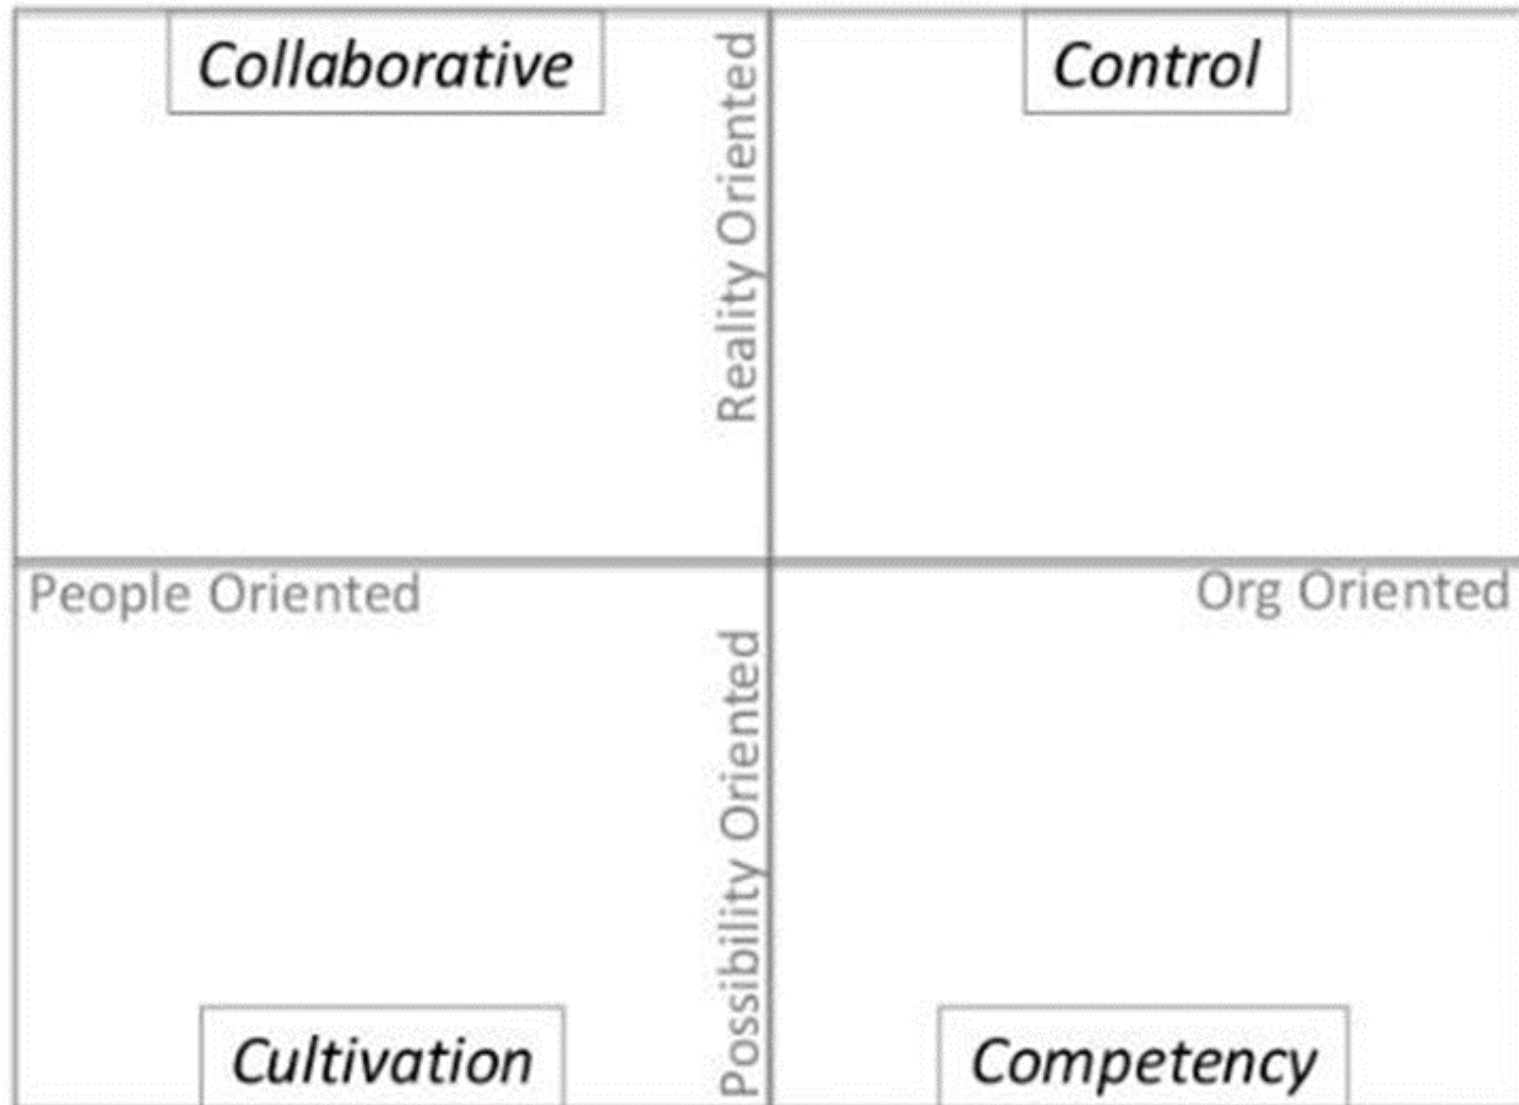 Collaborative
Control
Reality Oriented
People Oriented
Org Oriented
Possibility Oriented
Cultivation
Competency